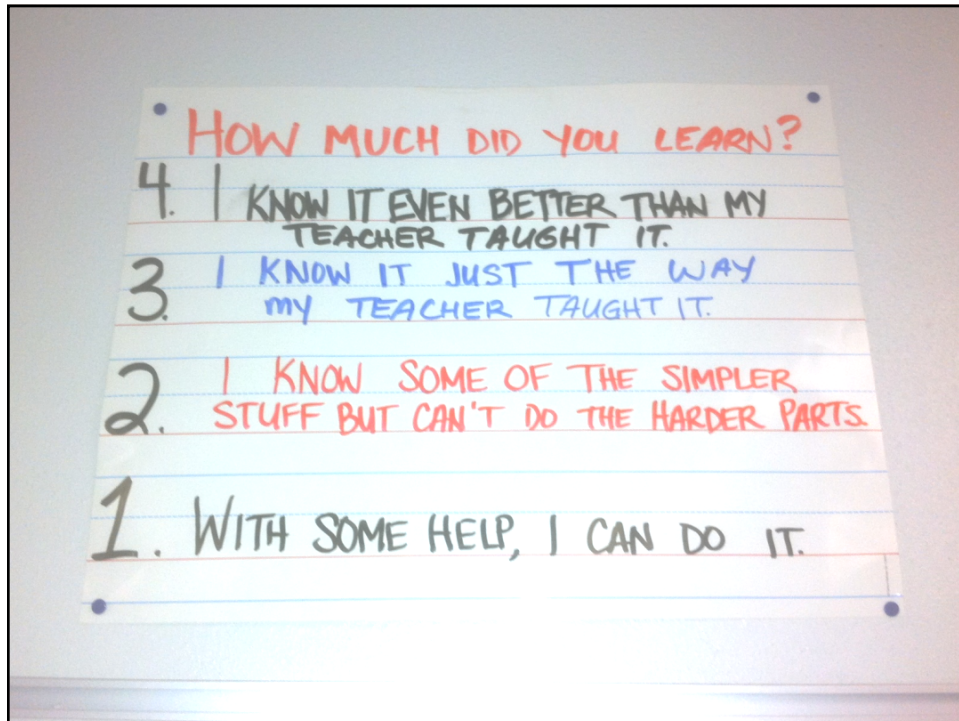 HOW MUCH DID YOU LEARN?
4. I KNOW IT EVEN BETTER THAN MY
TEACHER TAUGHT IT.
3. I KNOW IT JUST THE WAY
my TEACHER TAUGHT IT.
2. I KNOW SOME OF THE SIMPLER
STUFF BUT CAN'T DO THE HARDER PARTS.
1. WITH SOME HELP, I CAN DO IT.